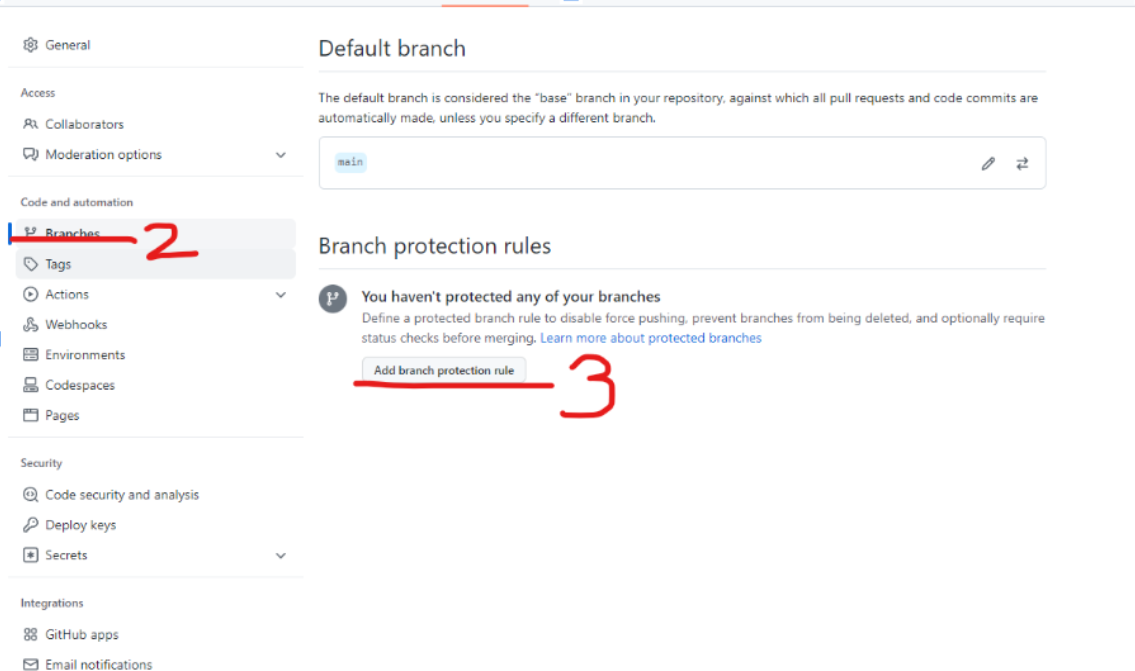 General
Access
Collaborators
Moderation options
Code and automation
Branches
2
Tags
Actions
Webhooks
Environments
Codespaces
Pages
Security
Code security and analysis
Deploy keys
Secrets
Integrations
GitHub apps
Email notifications
Default branch
The default branch is considered the “base” branch in your repository, against which all pull requests and code commits are
automatically made, unless you specify a different branch.
main
Branch protection rules
You haven't protected any of your branches
Define a protected branch rule to disable force pushing, prevent branches from being deleted, and optionally require
status checks before merging. Learn more about protected branches
Add branch protection rule
3